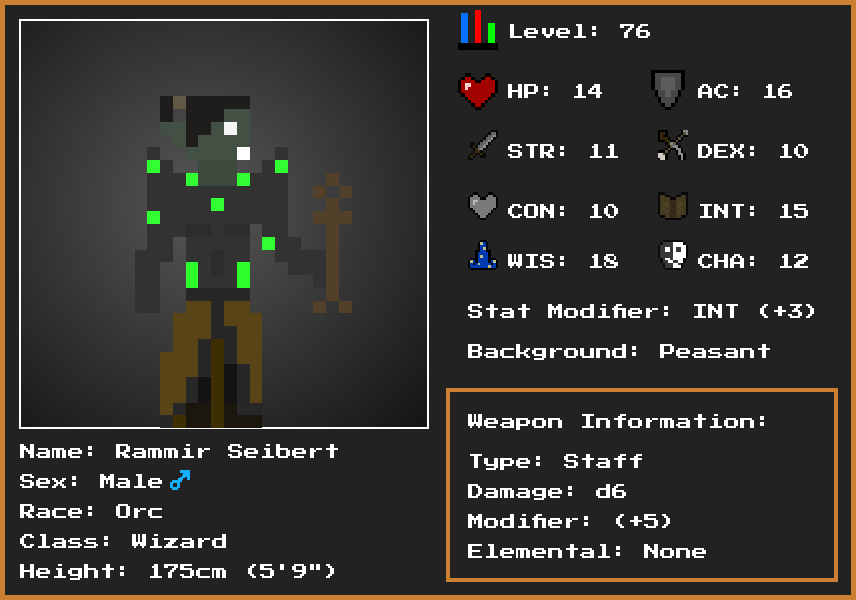 Level: 76
HP: 14
AC: 16
STR: 11
DEX: 10
CON: 10
INT: 15
WIS: 18
CHA: 12
Stat Modifier: INT (+3)
Background: Peasant
Weapon Information:
Type: Staff
Damage: d6
Modifier: (+5)
Elemental: None
Name: Rammir Seibert
Sex: Male♂
Race: Orc
Class: Wizard
Height: 175cm (5'9")